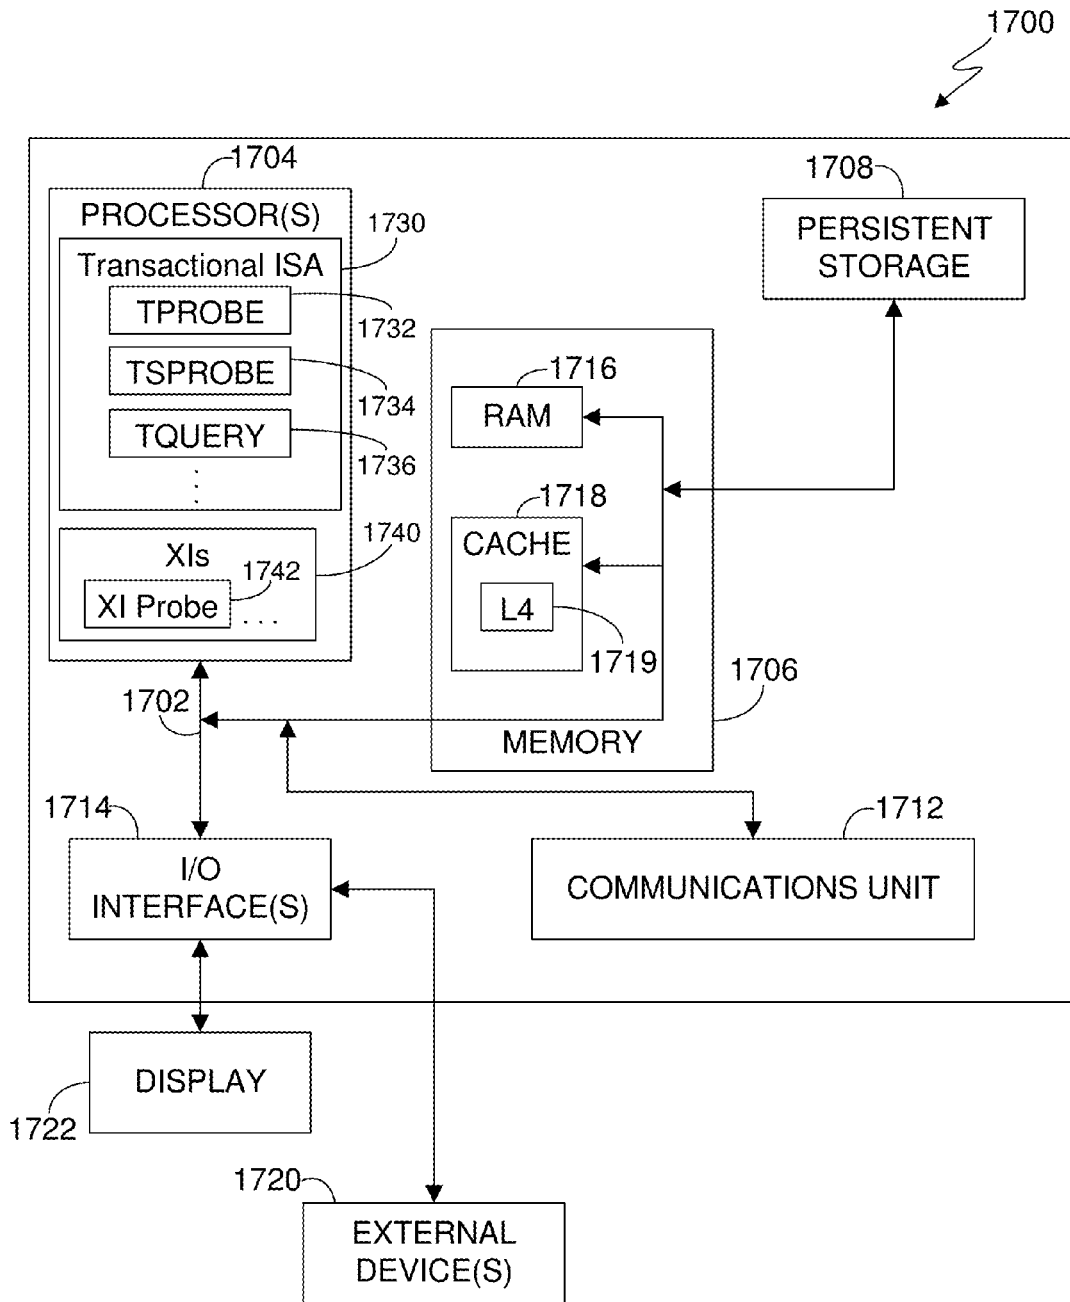 1700
1704
PROCESSOR(S)
1730
Transactional ISA
TPROBE
1732
TSPROBE
1734
TQUERY
1736
1740
XIs
1742
XI Probe
...
1708
PERSISTENT
STORAGE
1716
RAM
1718
CACHE
L4
1719
1706
MEMORY
1702
1714
I/O
INTERFACE(S)
1712
COMMUNICATIONS UNIT
DISPLAY
1722
1720
EXTERNAL
DEVICE(S)